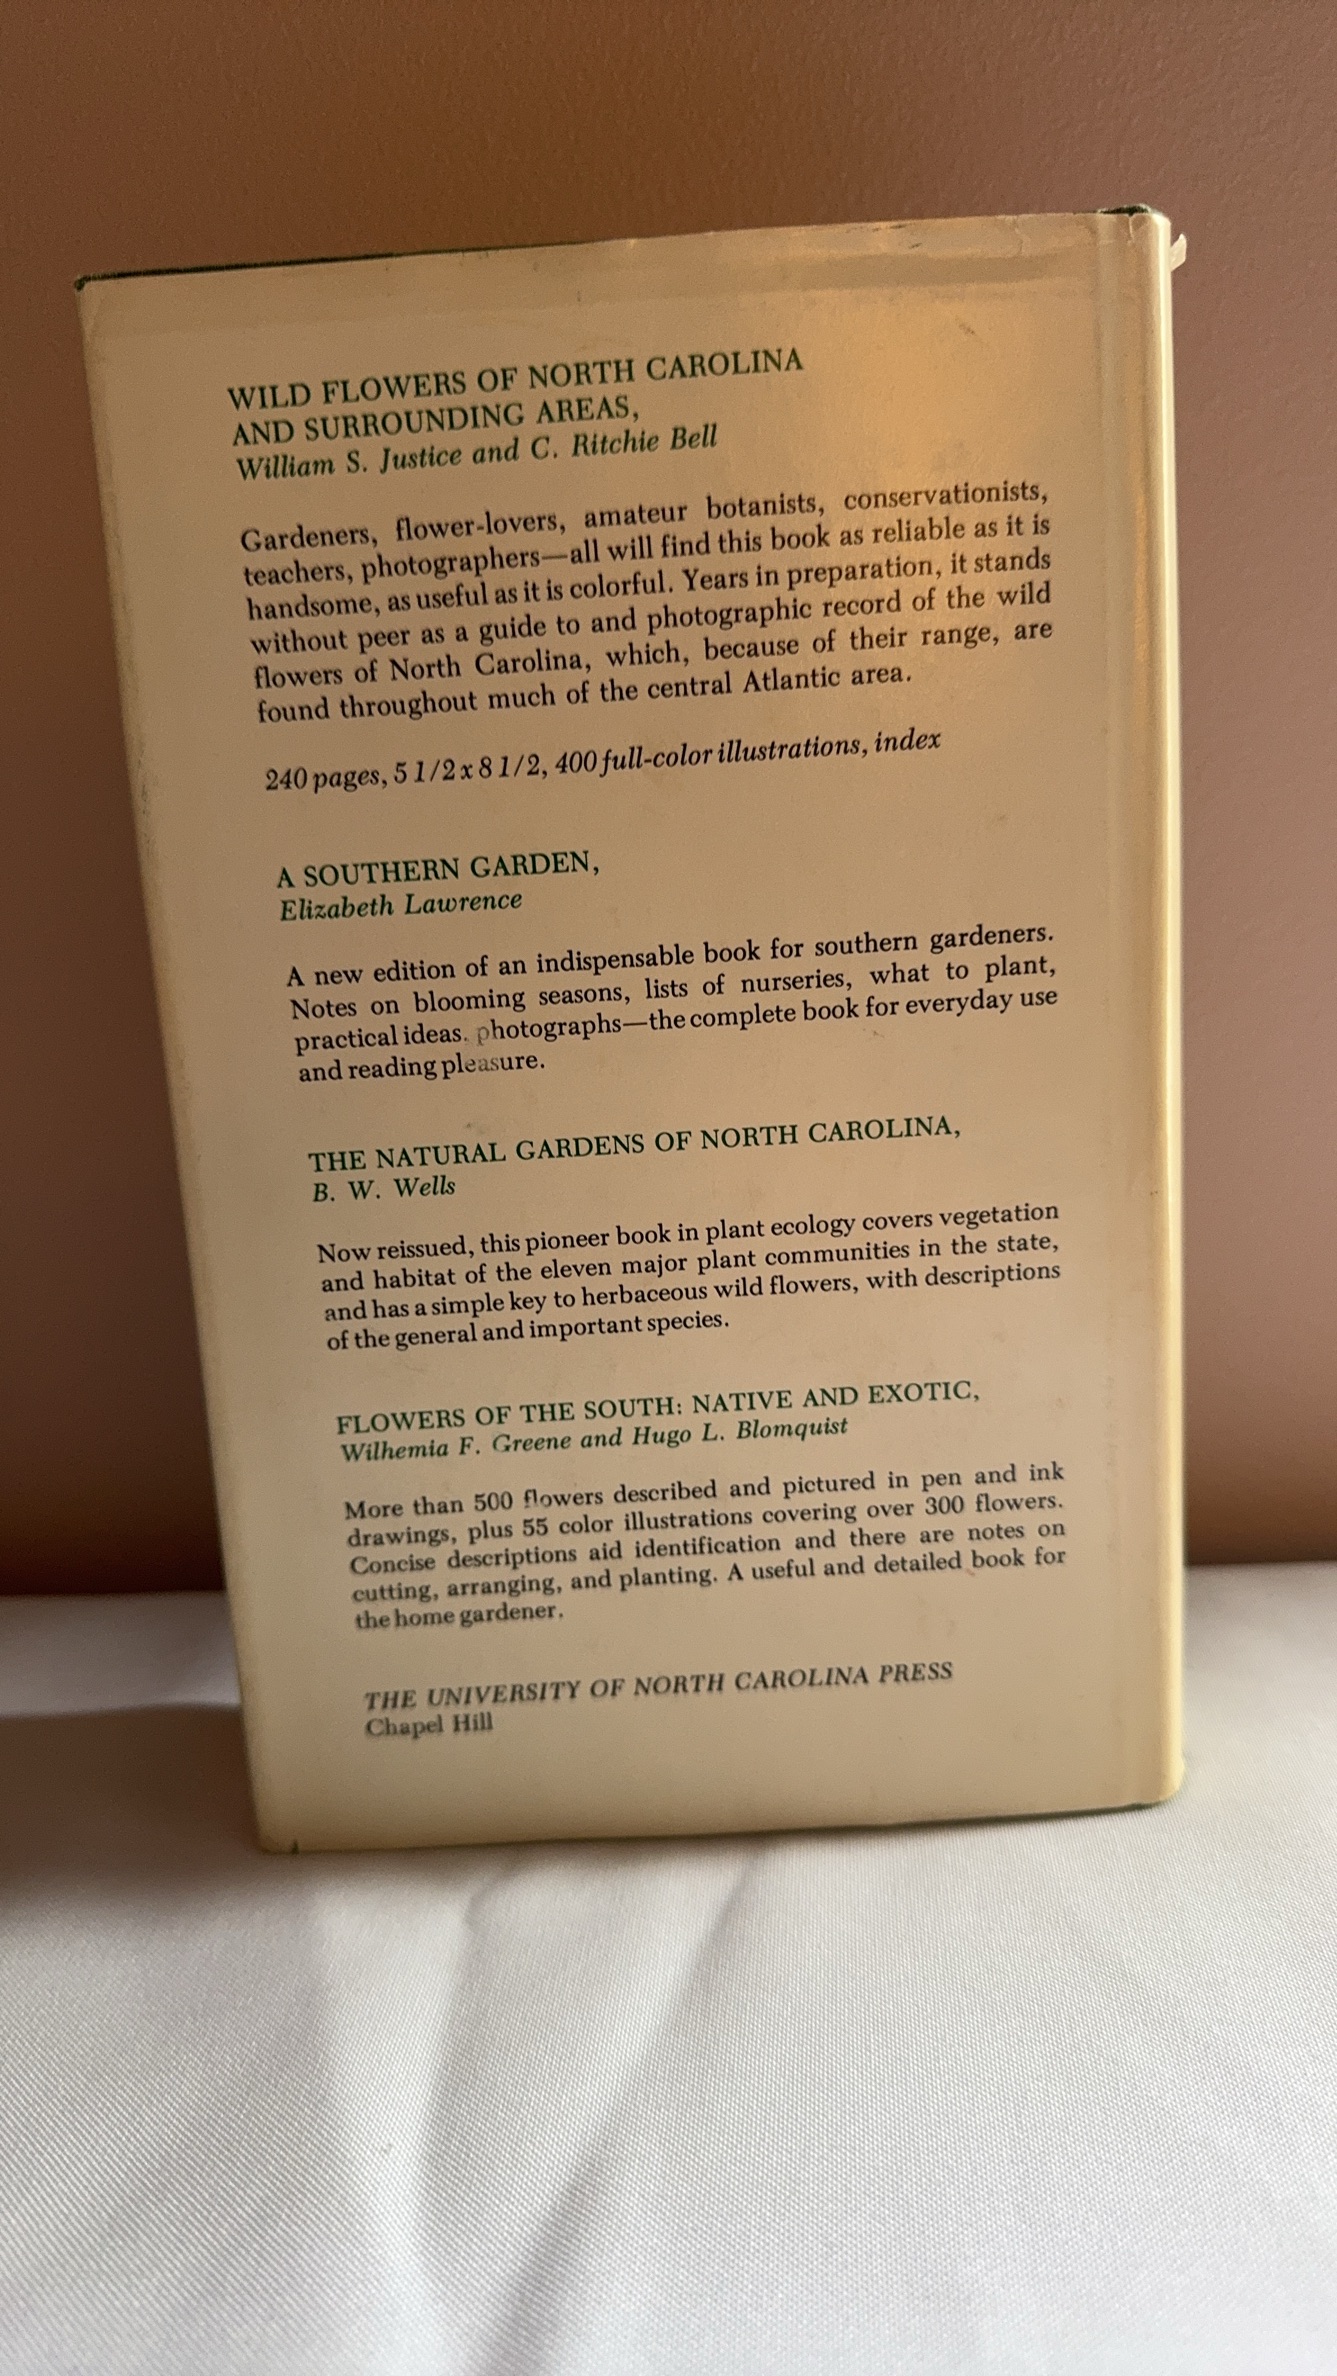 WILD FLOWERS OF NORTH CAROLINA
AND SURROUNDING AREAS,
William S. Justice and C. Ritchie Bell
Gardeners, flower-lovers, amateur botanists, conservationists,
teachers, photographers—all will find this book as reliable as it is
handsome, as useful as it is colorful. Years in preparation, it stands
without peer as a guide to and photographic record of the wild
flowers of North Carolina, which, because of their range, are
found throughout much of the central Atlantic area.
240 pages, 5 1/2 x 8 1/2, 400 full-color illustrations, index
A SOUTHERN GARDEN,
Elizabeth Lawrence
A new edition of an indispensable book for southern gardeners.
Notes on blooming seasons, lists of nurseries, what to plant,
practical ideas. photographs—the complete book for everyday use
and reading pleasure.
THE NATURAL GARDENS OF NORTH CAROLINA,
B. W. Wells
Now reissued, this pioneer book in plant ecology covers vegetation
and habitat of the eleven major plant communities in the state,
and has a simple key to herbaceous wild flowers, with descriptions
of the general and important species.
FLOWERS OF THE SOUTH: NATIVE AND EXOTIC,
Wilhemia F. Greene and Hugo L. Blomquist
More than 500 flowers described and pictured in pen and ink
drawings, plus 55 color illustrations covering over 300 flowers.
Concise descriptions aid identification and there are notes on
cutting, arranging, and planting. A useful and detailed book for
the home gardener.
THE UNIVERSITY OF NORTH CAROLINA PRESS
Chapel Hill